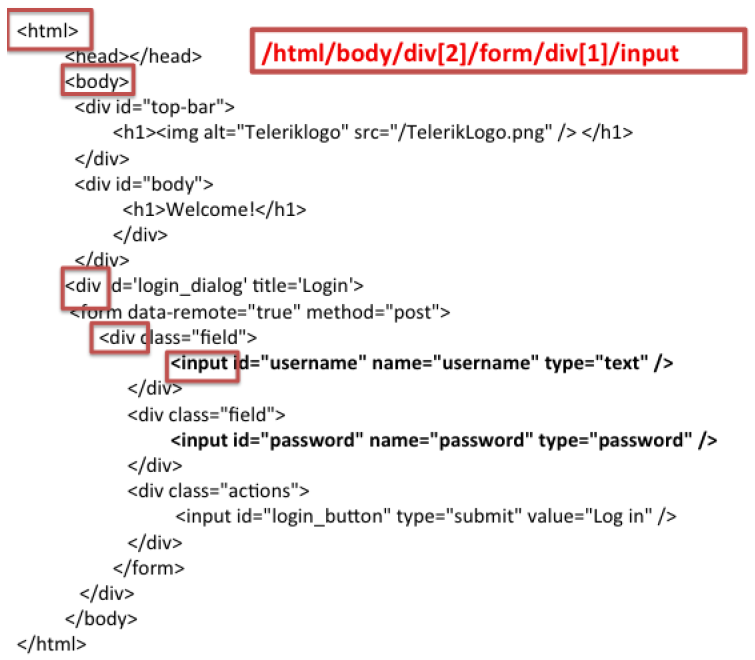 <html>
/html/body/div[2]/form/div[1]/input
<head></head>
<body>
<div id="top-bar">
<h1><img alt="Teleriklogo" src="/TelerikLogo.png" /> </h1>
</div>
<div id="body">
<h1>Welcome!</h1>
</div>
</div>
<div id='login_dialog' title='Login'>
<form data-remote="true" method="post">
<div class="field">
<input id="username" name="username" type="text" />
</div>
<div class="field">
<input id="password" name="password" type="password" />
</div>
<div class="actions">
<input id="login_button" type="submit" value="Log in" />
</div>
</form>
</div>
</body>
</html>